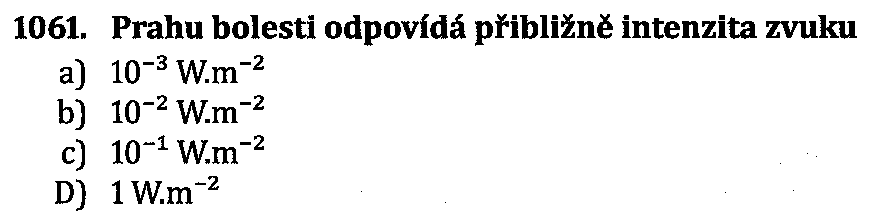 1061. Prahu bolesti odpovídá přibližně intenzita zvuku
a) 10⁻³ W.m⁻²
b) 10⁻² W.m⁻²
c) 10⁻¹ W.m⁻²
D) 1 W.m⁻²